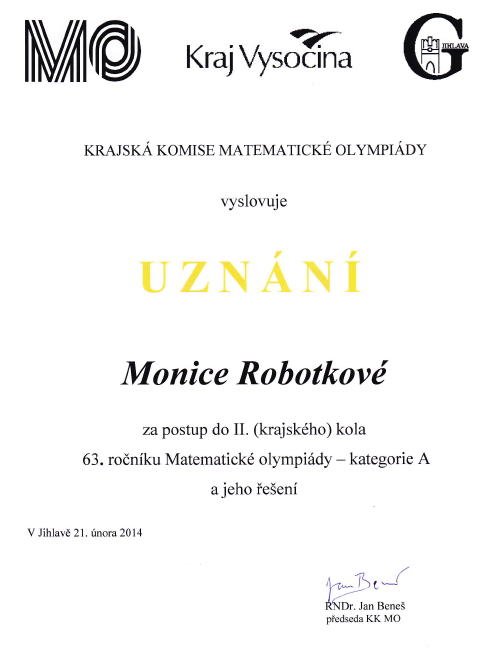 MO
Kraj Vysočina
G JIHLAVA
KRAJSKÁ KOMISE MATEMATICKÉ OLYMPIÁDY
vyslovuje
UZNÁNÍ
Monice Robotkové
za postup do II. (krajského) kola
63. ročníku Matematické olympiády – kategorie A
a jeho řešení
V Jihlavě 21. února 2014
Jan Beneš
RNDr. Jan Beneš
předseda KK MO